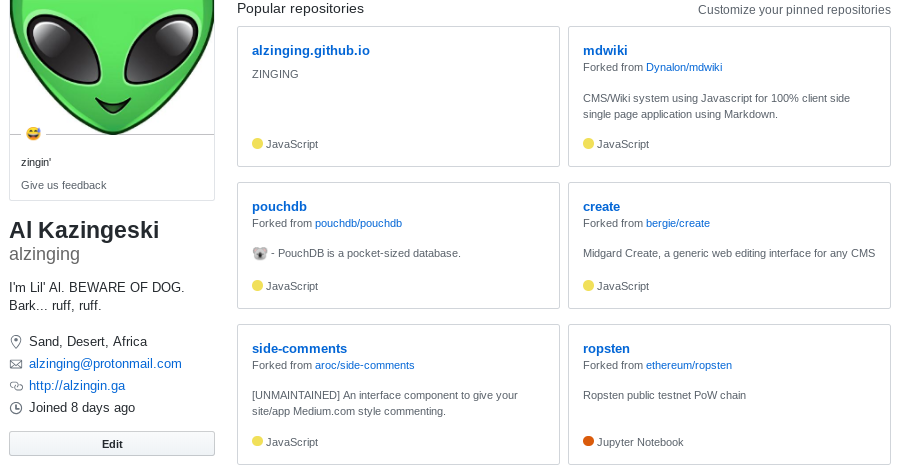 zingin'
Give us feedback
Al Kazingeski
alzinging
I'm Lil' Al. BEWARE OF DOG.
Bark... ruff, ruff.
Sand, Desert, Africa
alzinging@protonmail.com
http://alzingin.ga
Joined 8 days ago
Edit
Popular repositories
Customize your pinned repositories
alzinging.github.io
ZINGING
JavaScript
mdwiki
Forked from Dynalon/mdwiki
CMS/Wiki system using Javascript for 100% client side
single page application using Markdown.
JavaScript
pouchdb
Forked from pouchdb/pouchdb
- PouchDB is a pocket-sized database.
JavaScript
create
Forked from bergie/create
Midgard Create, a generic web editing interface for any CMS
JavaScript
side-comments
Forked from aroc/side-comments
[UNMAINTAINED] An interface component to give your
site/app Medium.com style commenting.
JavaScript
ropsten
Forked from ethereum/ropsten
Ropsten public testnet PoW chain
Jupyter Notebook